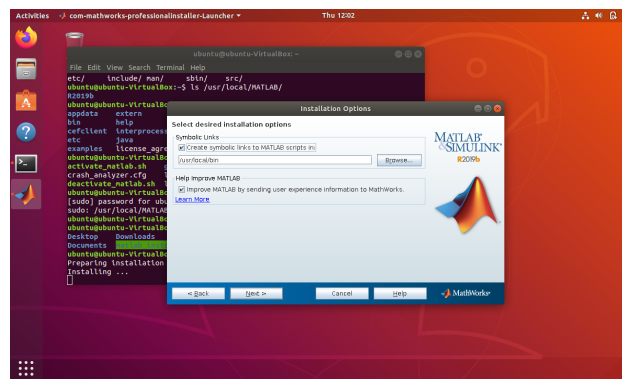 Activities
com-mathworks-professionalinstaller-Launcher
Thu 12:02
ubuntu@ubuntu-VirtualBox: ~
File Edit View Search Terminal Help
etc/ include/ man/ sbin/ src/
ubuntu@ubuntu-VirtualBox:~$ ls /usr/local/MATLAB/
R2019b
ubuntu@ubuntu-VirtualBo
appdata extern
bin help
cefclient interprocess
etc java
examples license_agre
ubuntu@ubuntu-VirtualBo
activate_matlab.sh
crash_analyzer.cfg
deactivate_matlab.sh
ubuntu@ubuntu-VirtualBo
[sudo] password for ubu
sudo: /usr/local/MATLAB
ubuntu@ubuntu-VirtualBo
ubuntu@ubuntu-VirtualBo
Desktop Downloads
Documents
ubuntu@ubuntu-VirtualBo
Preparing installation
Installing ...
Installation Options
Select desired installation options
Symbolic Links
Create symbolic links to MATLAB scripts in:
/usr/local/bin
Browse...
Help Improve MATLAB
Improve MATLAB by sending user experience information to MathWorks.
Learn More
MATLAB®
&SIMULINK®
R2019b
< Back
Next >
Cancel
Help
MathWorks®